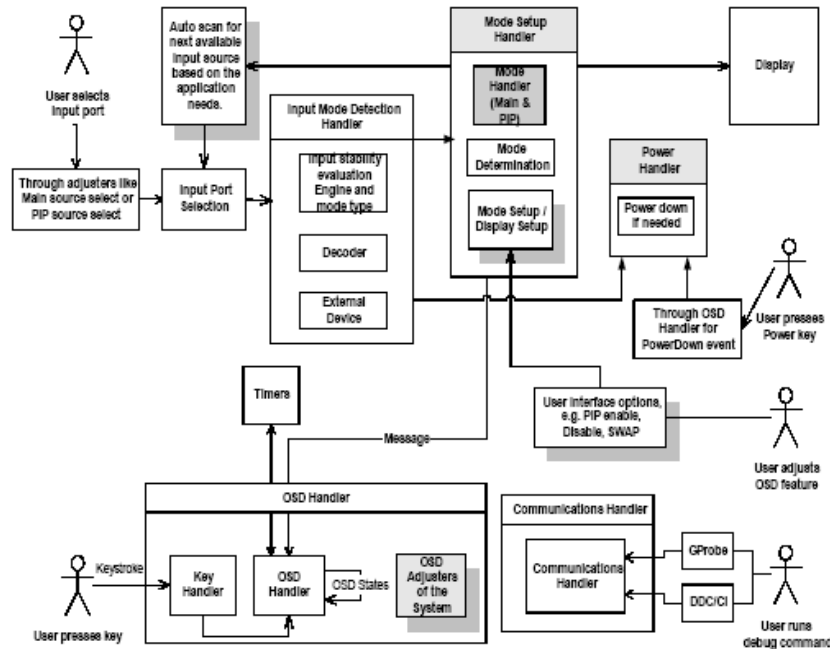 User selects
Input port
Auto scan for
next available
Input source
based on the
application
needs.
Mode Setup
Handler
Mode
Handler
(Main &
PIP)
Mode
Determination
Mode Setup /
Display Setup
Display
Input Mode Detection
Handler
Input stability
evaluation
Engine and
mode type
Decoder
External
Device
Through adjusters like
Main source select or
PIP source select
Input Port
Selection
Power
Handler
Power down
if needed
Through OSD
Handler for
PowerDown event
User presses
Power key
Timers
Message
User Interface options,
e.g. PIP enable,
Disable, SWAP
User adjusts
OSD feature
OSD Handler
Keystroke
Key
Handler
OSD
Handler
OSD States
OSD
Adjusters
of the
System
User presses key
Communications Handler
Communications
Handler
GProbe
DDC/CI
User runs
debug command